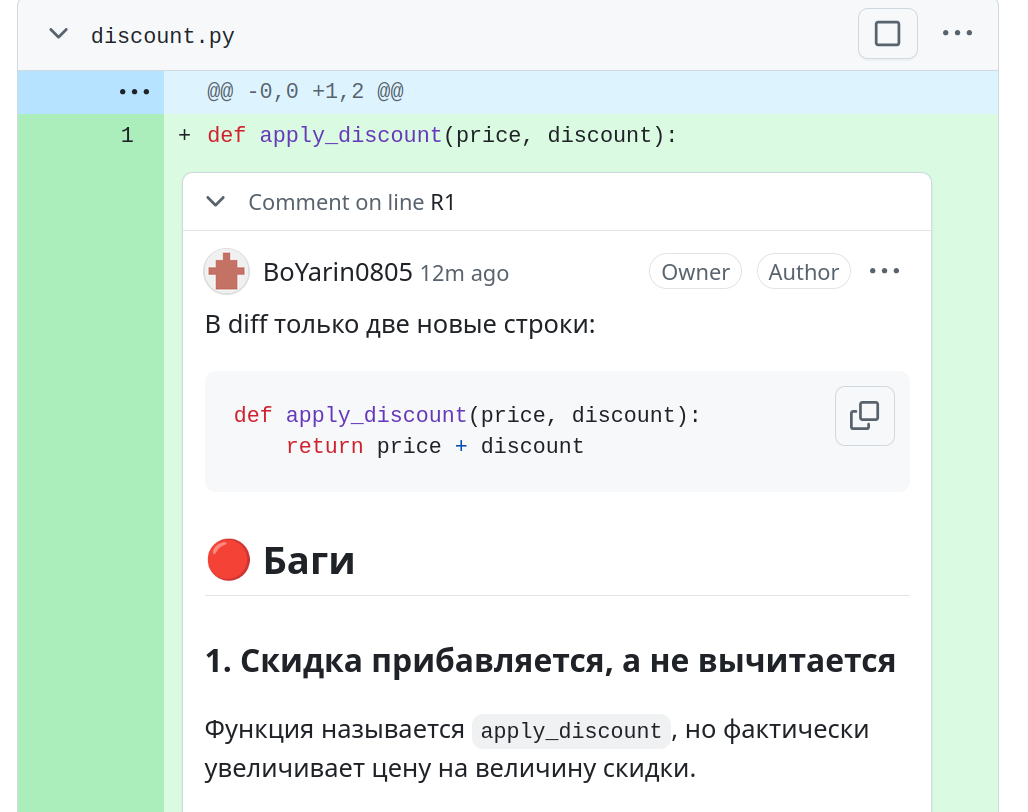 discount.py
@@ -0,0 +1,2 @@
1 + def apply_discount(price, discount):
Comment on line R1
BoYarin0805 12m ago Owner Author
В diff только две новые строки:
def apply_discount(price, discount):
    return price + discount
🔴 Баги
1. Скидка прибавляется, а не вычитается
Функция называется apply_discount, но фактически
увеличивает цену на величину скидки.